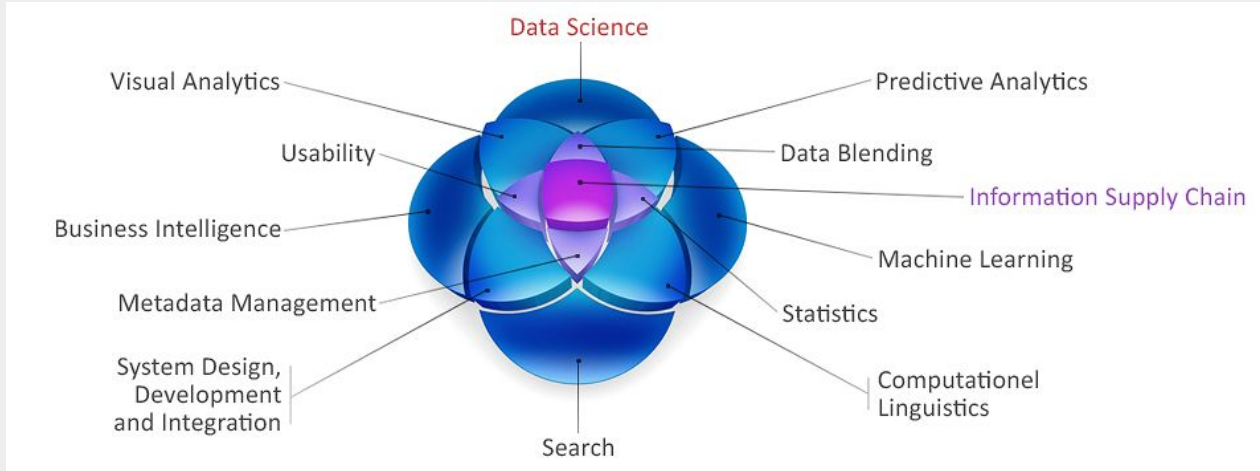 Data Science
Visual Analytics
Predictive Analytics
Usability
Data Blending
Information Supply Chain
Business Intelligence
Machine Learning
Metadata Management
Statistics
System Design,
Development
and Integration
Computationel
Linguistics
Search